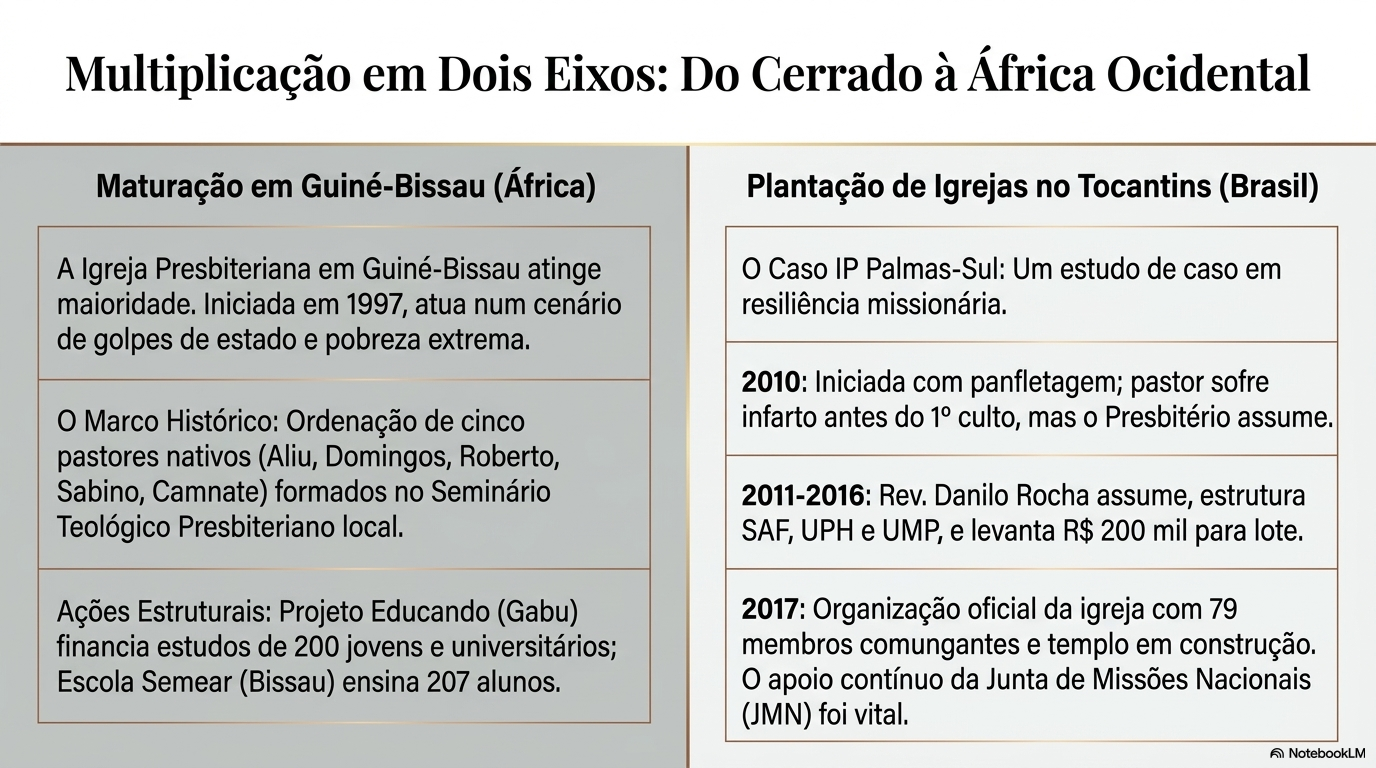 Multiplicação em Dois Eixos: Do Cerrado à África Ocidental
Maturação em Guiné-Bissau (África)
A Igreja Presbiteriana em Guiné-Bissau atinge
maioridade. Iniciada em 1997, atua num cenário
de golpes de estado e pobreza extrema.
O Marco Histórico: Ordenação de cinco
pastores nativos (Aliu, Domingos, Roberto,
Sabino, Camnate) formados no Seminário
Teológico Presbiteriano local.
Ações Estruturais: Projeto Educando (Gabu)
financia estudos de 200 jovens e universitários;
Escola Semear (Bissau) ensina 207 alunos.
Plantação de Igrejas no Tocantins (Brasil)
O Caso IP Palmas-Sul: Um estudo de caso em
resiliência missionária.
2010: Iniciada com panfletagem; pastor sofre
infarto antes do 1º culto, mas o Presbitério assume.
2011-2016: Rev. Danilo Rocha assume, estrutura
SAF, UPH e UMP, e levanta R$ 200 mil para lote.
2017: Organização oficial da igreja com 79
membros comungantes e templo em construção.
O apoio contínuo da Junta de Missões Nacionais
(JMN) foi vital.
NotebookLM